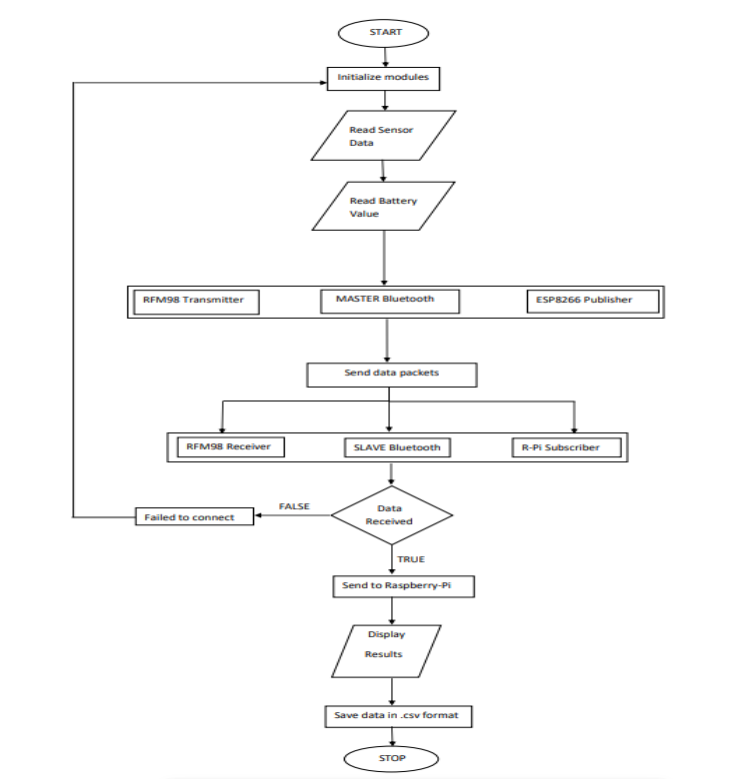 START
Initialize modules
Read Sensor
Data
Read Battery
Value
RFM98 Transmitter
MASTER Bluetooth
ESP8266 Publisher
Send data packets
RFM98 Receiver
SLAVE Bluetooth
R-Pi Subscriber
Data
Received
FALSE
Failed to connect
TRUE
Send to Raspberry-Pi
Display
Results
Save data in .csv format
STOP